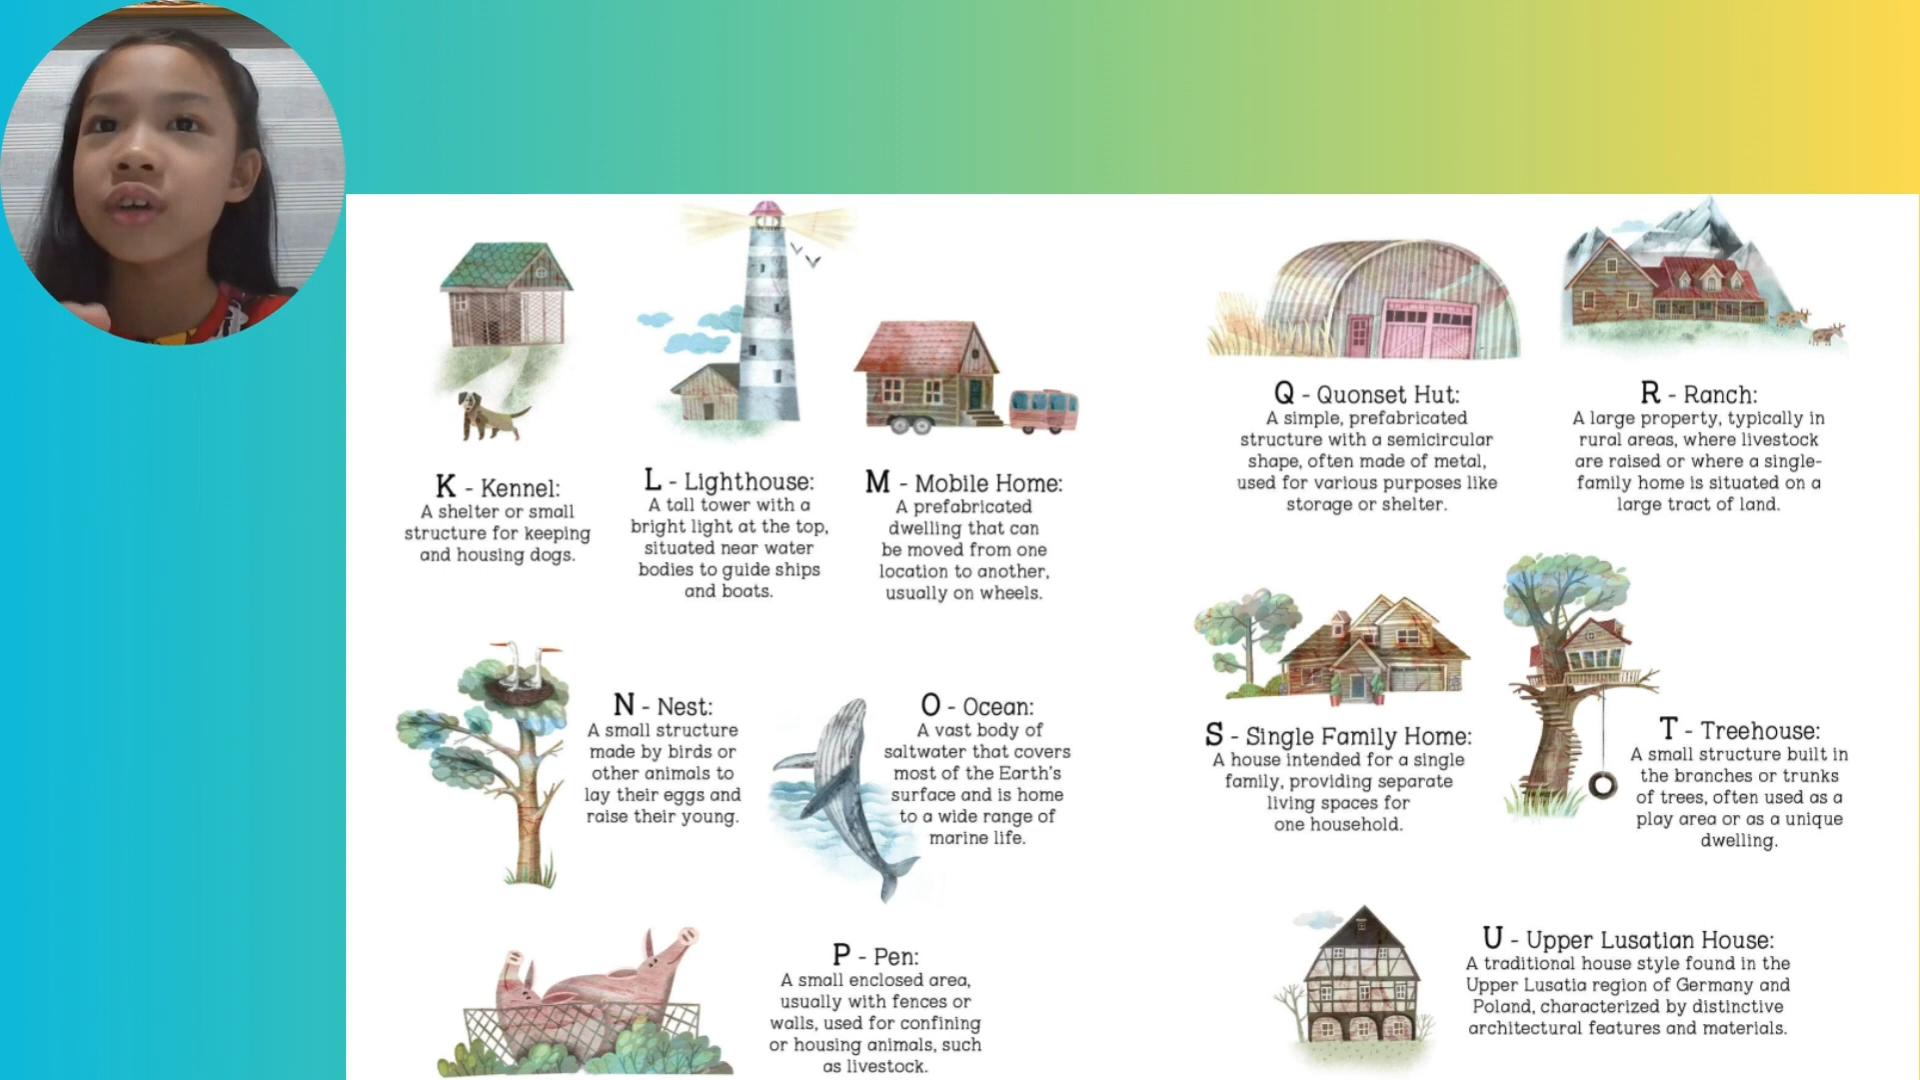 K - Kennel:
A shelter or small
structure for keeping
and housing dogs.
L - Lighthouse:
A tall tower with a
bright light at the top,
situated near water
bodies to guide ships
and boats.
M - Mobile Home:
A prefabricated
dwelling that can
be moved from one
location to another,
usually on wheels.
N - Nest:
A small structure
made by birds or
other animals to
lay their eggs and
raise their young.
O - Ocean:
A vast body of
saltwater that covers
most of the Earth's
surface and is home
to a wide range of
marine life.
P - Pen:
A small enclosed area,
usually with fences or
walls, used for confining
or housing animals, such
as livestock.
Q - Quonset Hut:
A simple, prefabricated
structure with a semicircular
shape, often made of metal,
used for various purposes like
storage or shelter.
R - Ranch:
A large property, typically in
rural areas, where livestock
are raised or where a single-
family home is situated on a
large tract of land.
S - Single Family Home:
A house intended for a single
family, providing separate
living spaces for
one household.
T - Treehouse:
A small structure built in
the branches or trunks
of trees, often used as a
play area or as a unique
dwelling.
U - Upper Lusatian House:
A traditional house style found in the
Upper Lusatia region of Germany and
Poland, characterized by distinctive
architectural features and materials.